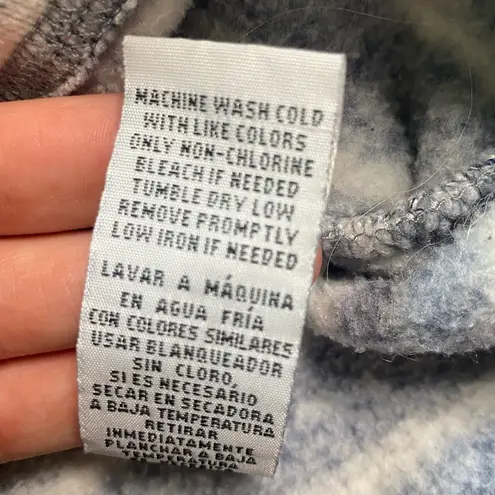 MACHINE WASH COLD
WITH LIKE COLORS
ONLY NON-CHLORINE
BLEACH IF NEEDED
TUMBLE DRY LOW
REMOVE PROMPTLY
LOW IRON IF NEEDED
LAVAR A MÁQUINA
EN AGUA FRÍA
CON COLORES SIMILARES
USAR BLANQUEADOR
SIN CLORO,
SI ES NECESARIO
SECAR EN SECADORA
A BAJA TEMPERATURA
RETIRAR
INMEDIATAMENTE
PLANCHAR A BAJA
TEMPERATURA